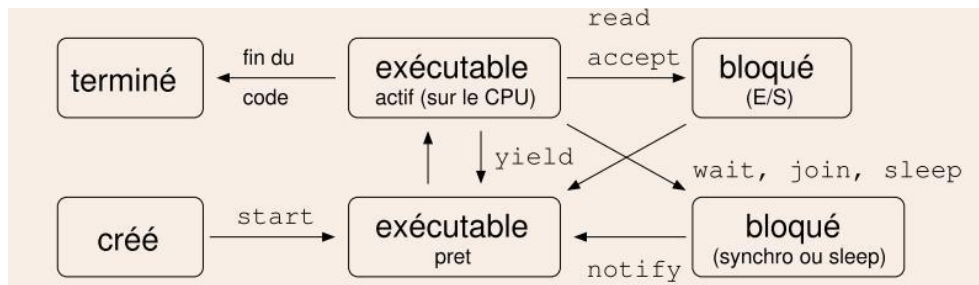 read
terminé
fin du
code
exécutable
actif (sur le CPU)
accept
bloqué
(E/S)
yield
wait, join, sleep
créé
start
exécutable
pret
notify
bloqué
(synchro ou sleep)